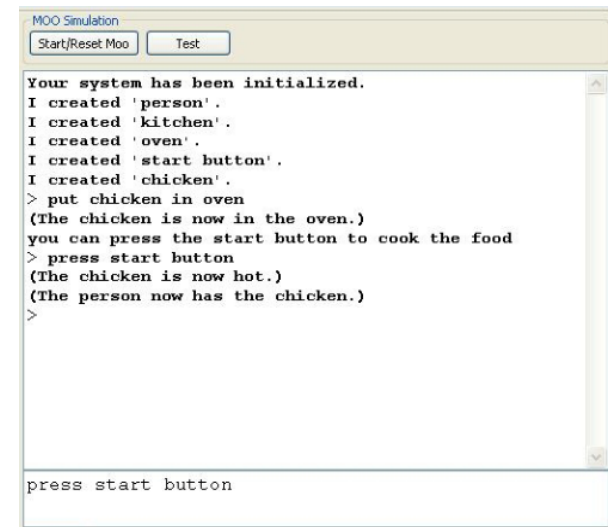 MOO Simulation
Start/Reset Moo Test
Your system has been initialized.
I created 'person'.
I created 'kitchen'.
I created 'oven'.
I created 'start button'.
I created 'chicken'.
> put chicken in oven
(The chicken is now in the oven.)
you can press the start button to cook the food
> press start button
(The chicken is now hot.)
(The person now has the chicken.)
>
press start button